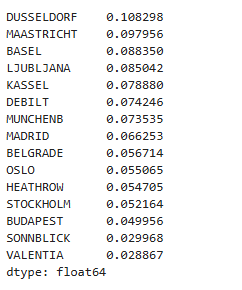 DUSSELDORF    0.108298
MAASTRICHT    0.097956
BASEL         0.088350
LJUBLJANA     0.085042
KASSEL        0.078880
DEBILT        0.074246
MUNCHENB      0.073535
MADRID        0.066253
BELGRADE      0.056714
OSLO          0.055065
HEATHROW      0.054705
STOCKHOLM     0.052164
BUDAPEST      0.049956
SONNBLICK     0.029968
VALENTIA      0.028867
dtype: float64